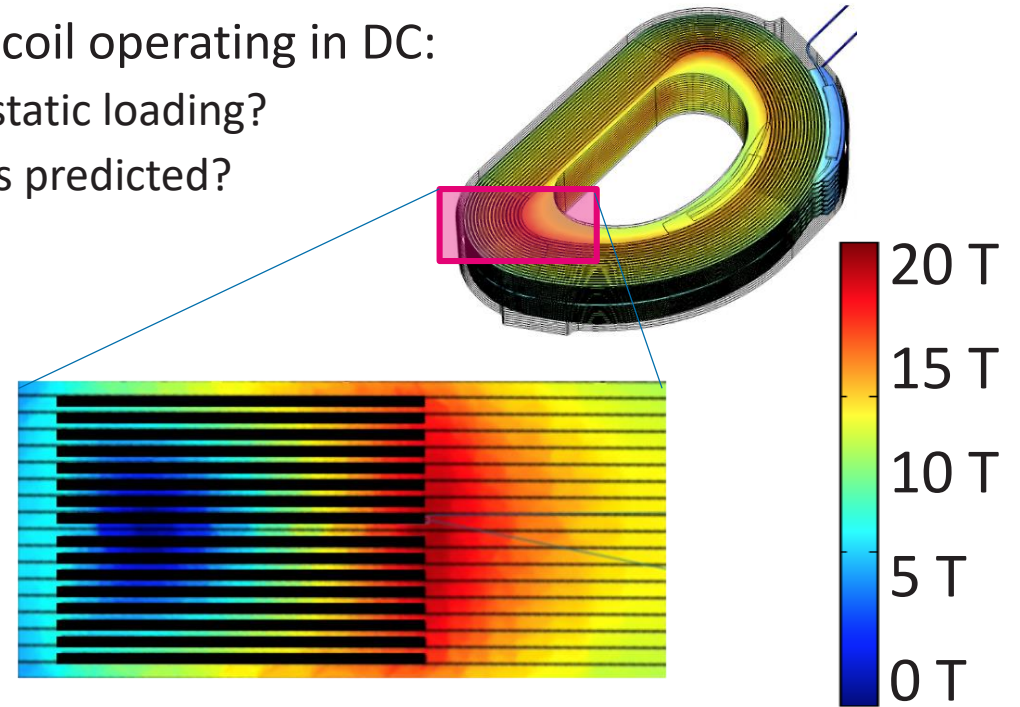 coil operating in DC:
static loading?
s predicted?
20 T
15 T
10 T
5 T
0 T